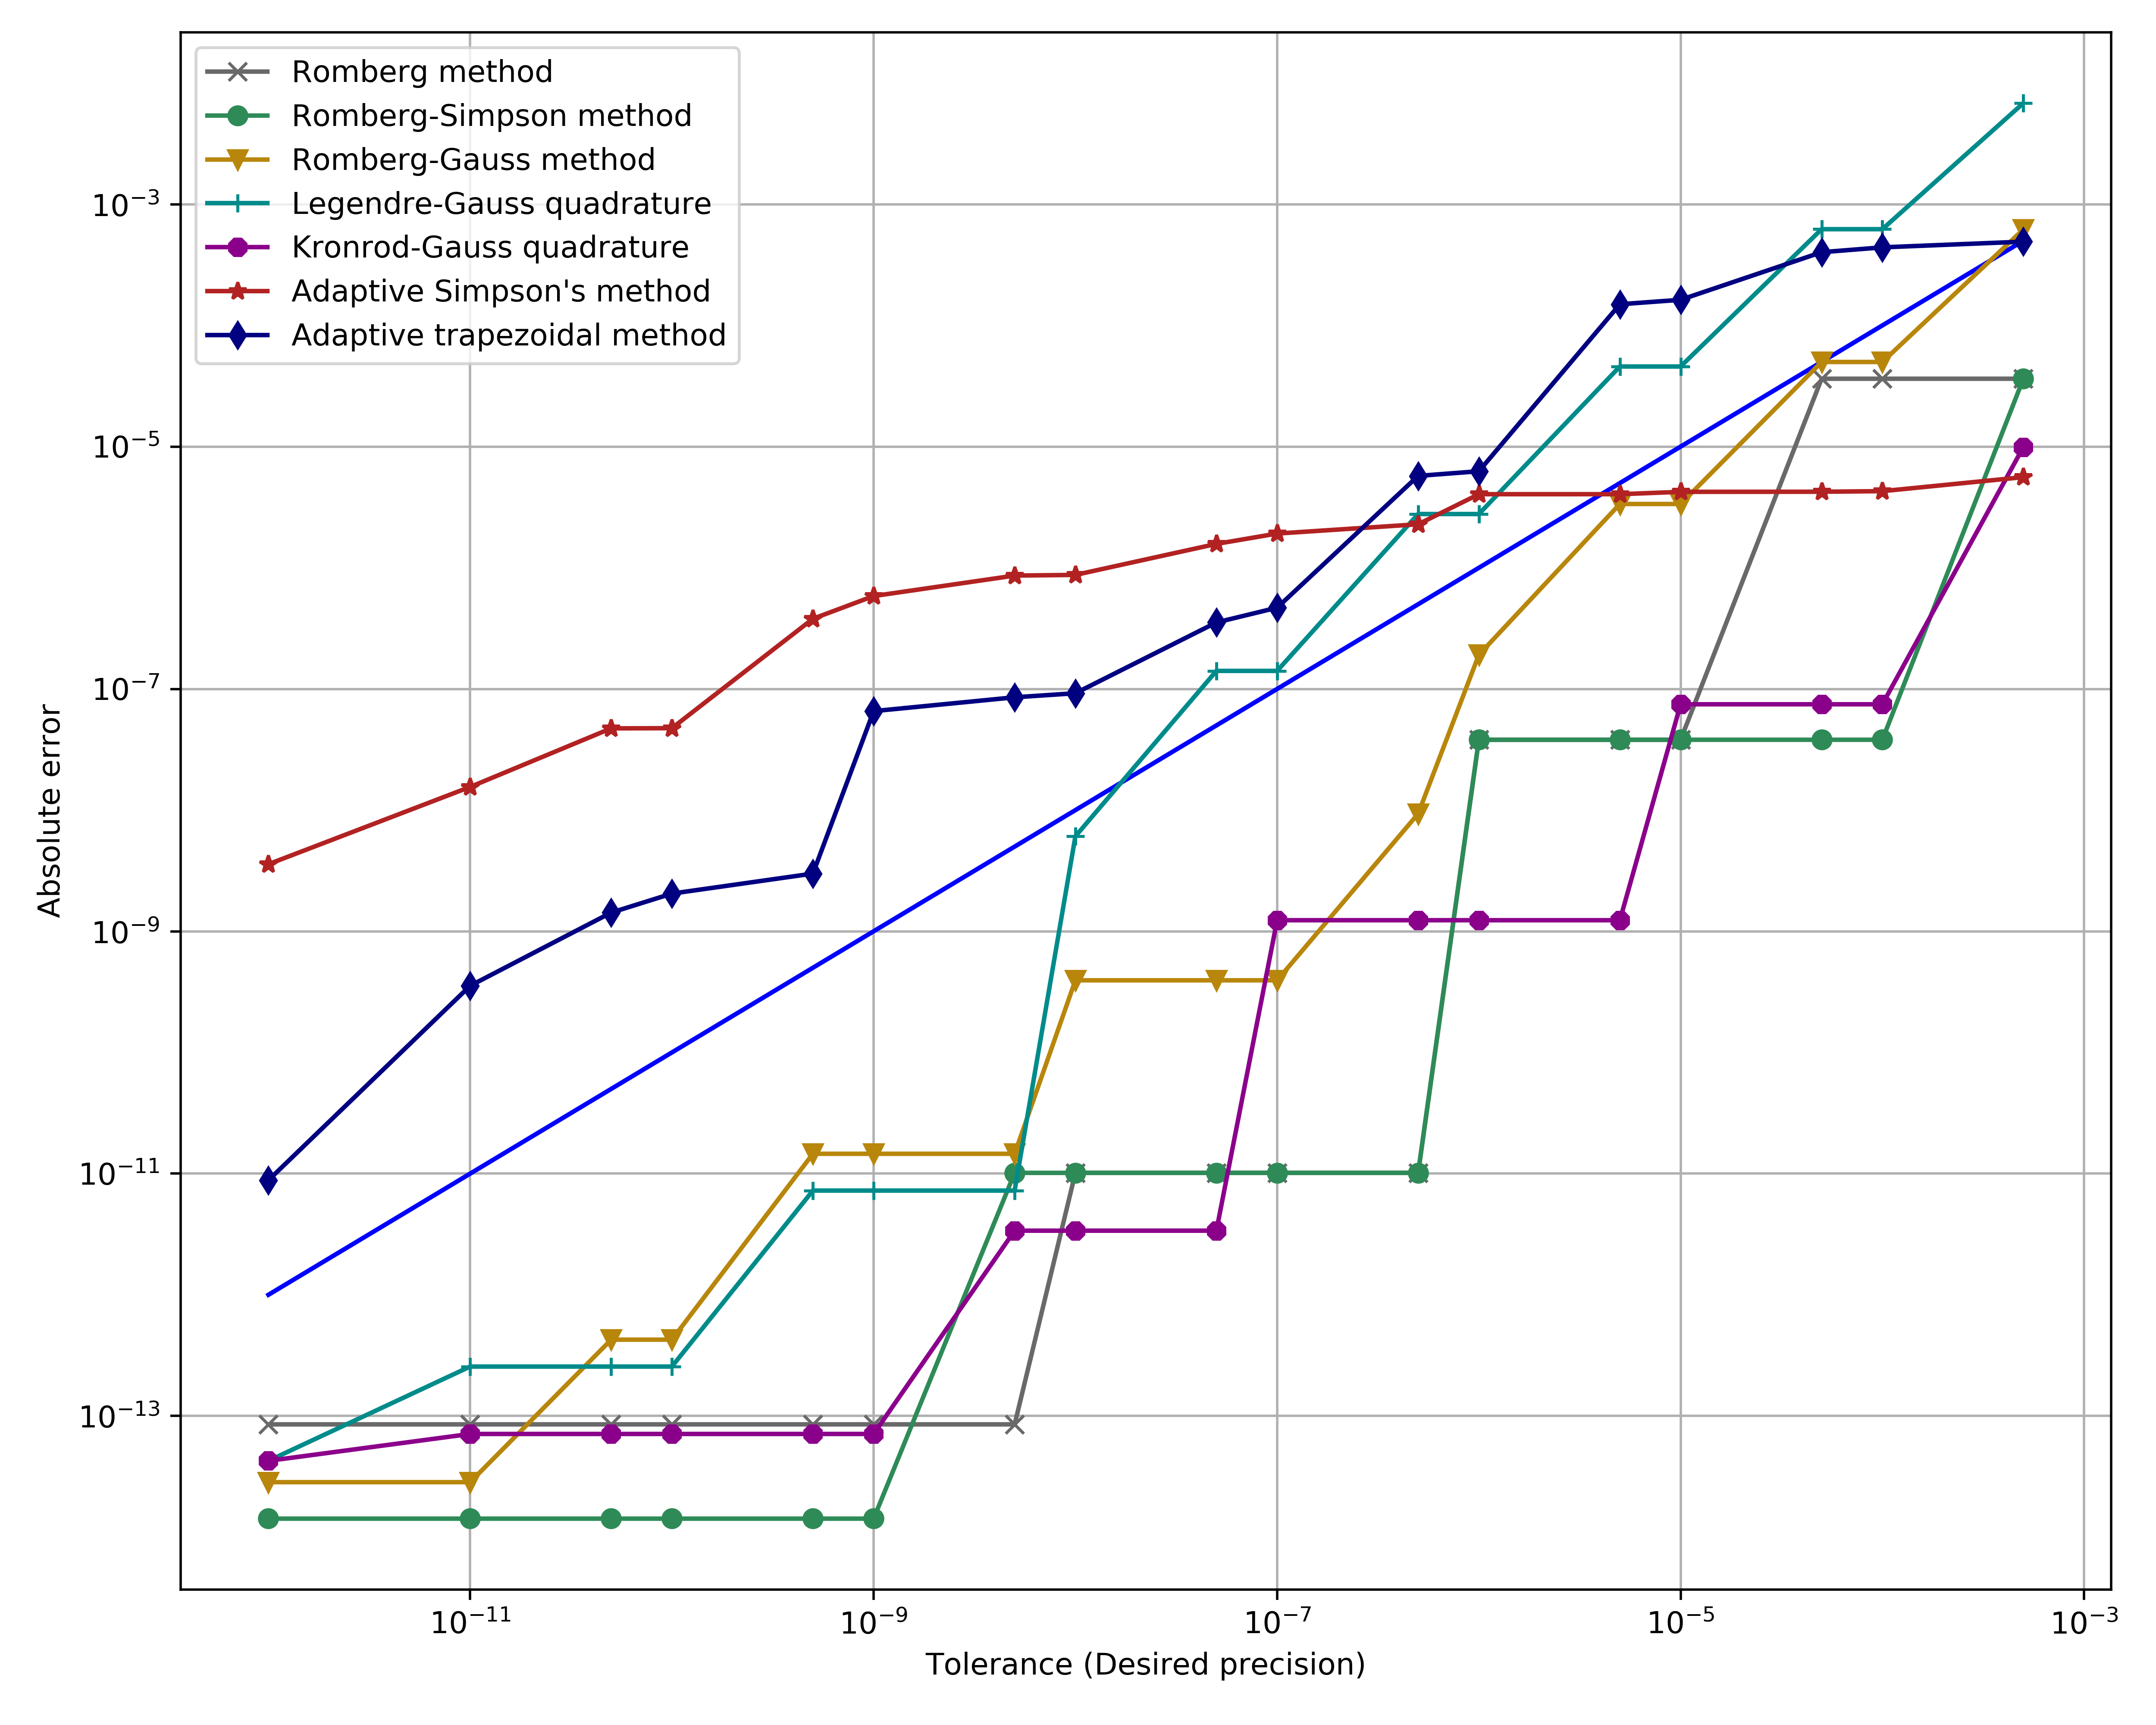 Romberg method
Romberg-Simpson method
Romberg-Gauss method
Legendre-Gauss quadrature
Kronrod-Gauss quadrature
Adaptive Simpson's method
Adaptive trapezoidal method
10⁻³
10⁻⁵
10⁻⁷
10⁻⁹
10⁻¹¹
10⁻¹³
Absolute error
10⁻¹¹ 10⁻⁹ 10⁻⁷ 10⁻⁵ 10⁻³
Tolerance (Desired precision)